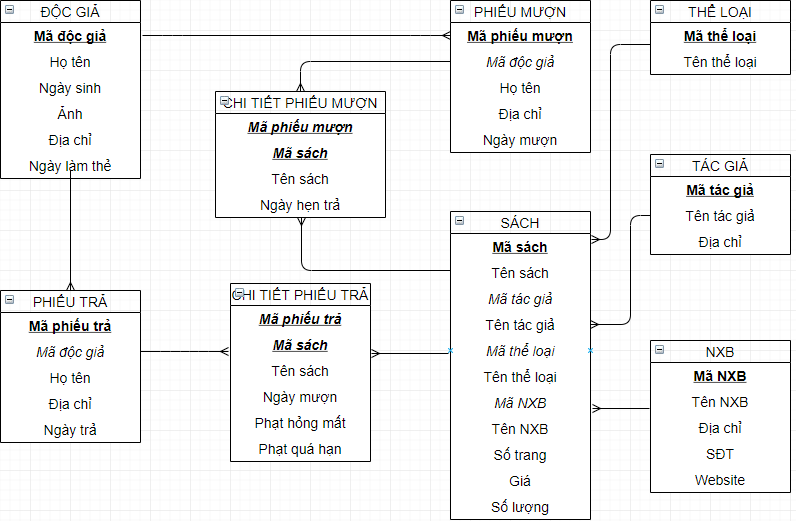 ĐỘC GIẢ
Mã độc giả
Họ tên
Ngày sinh
Ảnh
Địa chỉ
Ngày làm thẻ
PHIẾU MƯỢN
Mã phiếu mượn
Mã độc giả
Họ tên
Địa chỉ
Ngày mượn
THỂ LOẠI
Mã thể loại
Tên thể loại
CHI TIẾT PHIẾU MƯỢN
Mã phiếu mượn
Mã sách
Tên sách
Ngày hẹn trả
TÁC GIẢ
Mã tác giả
Tên tác giả
Địa chỉ
SÁCH
Mã sách
Tên sách
Mã tác giả
Tên tác giả
Mã thể loại
Tên thể loại
Mã NXB
Tên NXB
Số trang
Giá
Số lượng
PHIẾU TRẢ
Mã phiếu trả
Mã độc giả
Họ tên
Địa chỉ
Ngày trả
CHI TIẾT PHIẾU TRẢ
Mã phiếu trả
Mã sách
Tên sách
Ngày mượn
Phạt hỏng mất
Phạt quá hạn
NXB
Mã NXB
Tên NXB
Địa chỉ
SĐT
Website